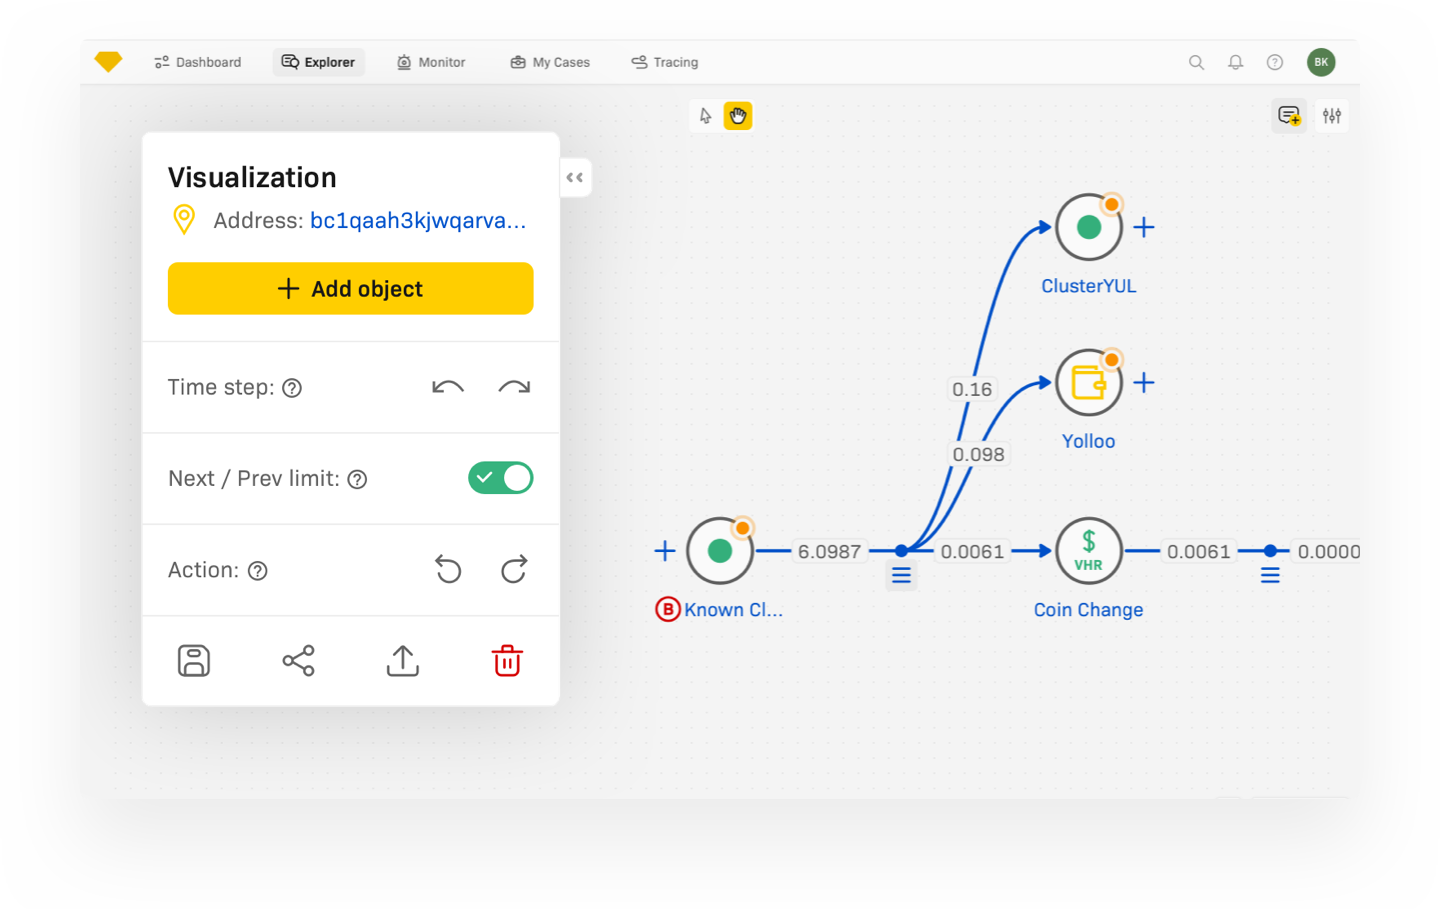 Dashboard
Explorer
Monitor
My Cases
Tracing
BK
Visualization
Address: bc1qaah3kjwqarva...
+ Add object
Time step: ?
Next / Prev limit: ?
Action: ?
ClusterYUL
0.16
Yolloo
0.098
6.0987
0.0061
$
VHR
0.0061
0.0000
B Known Cl...
Coin Change